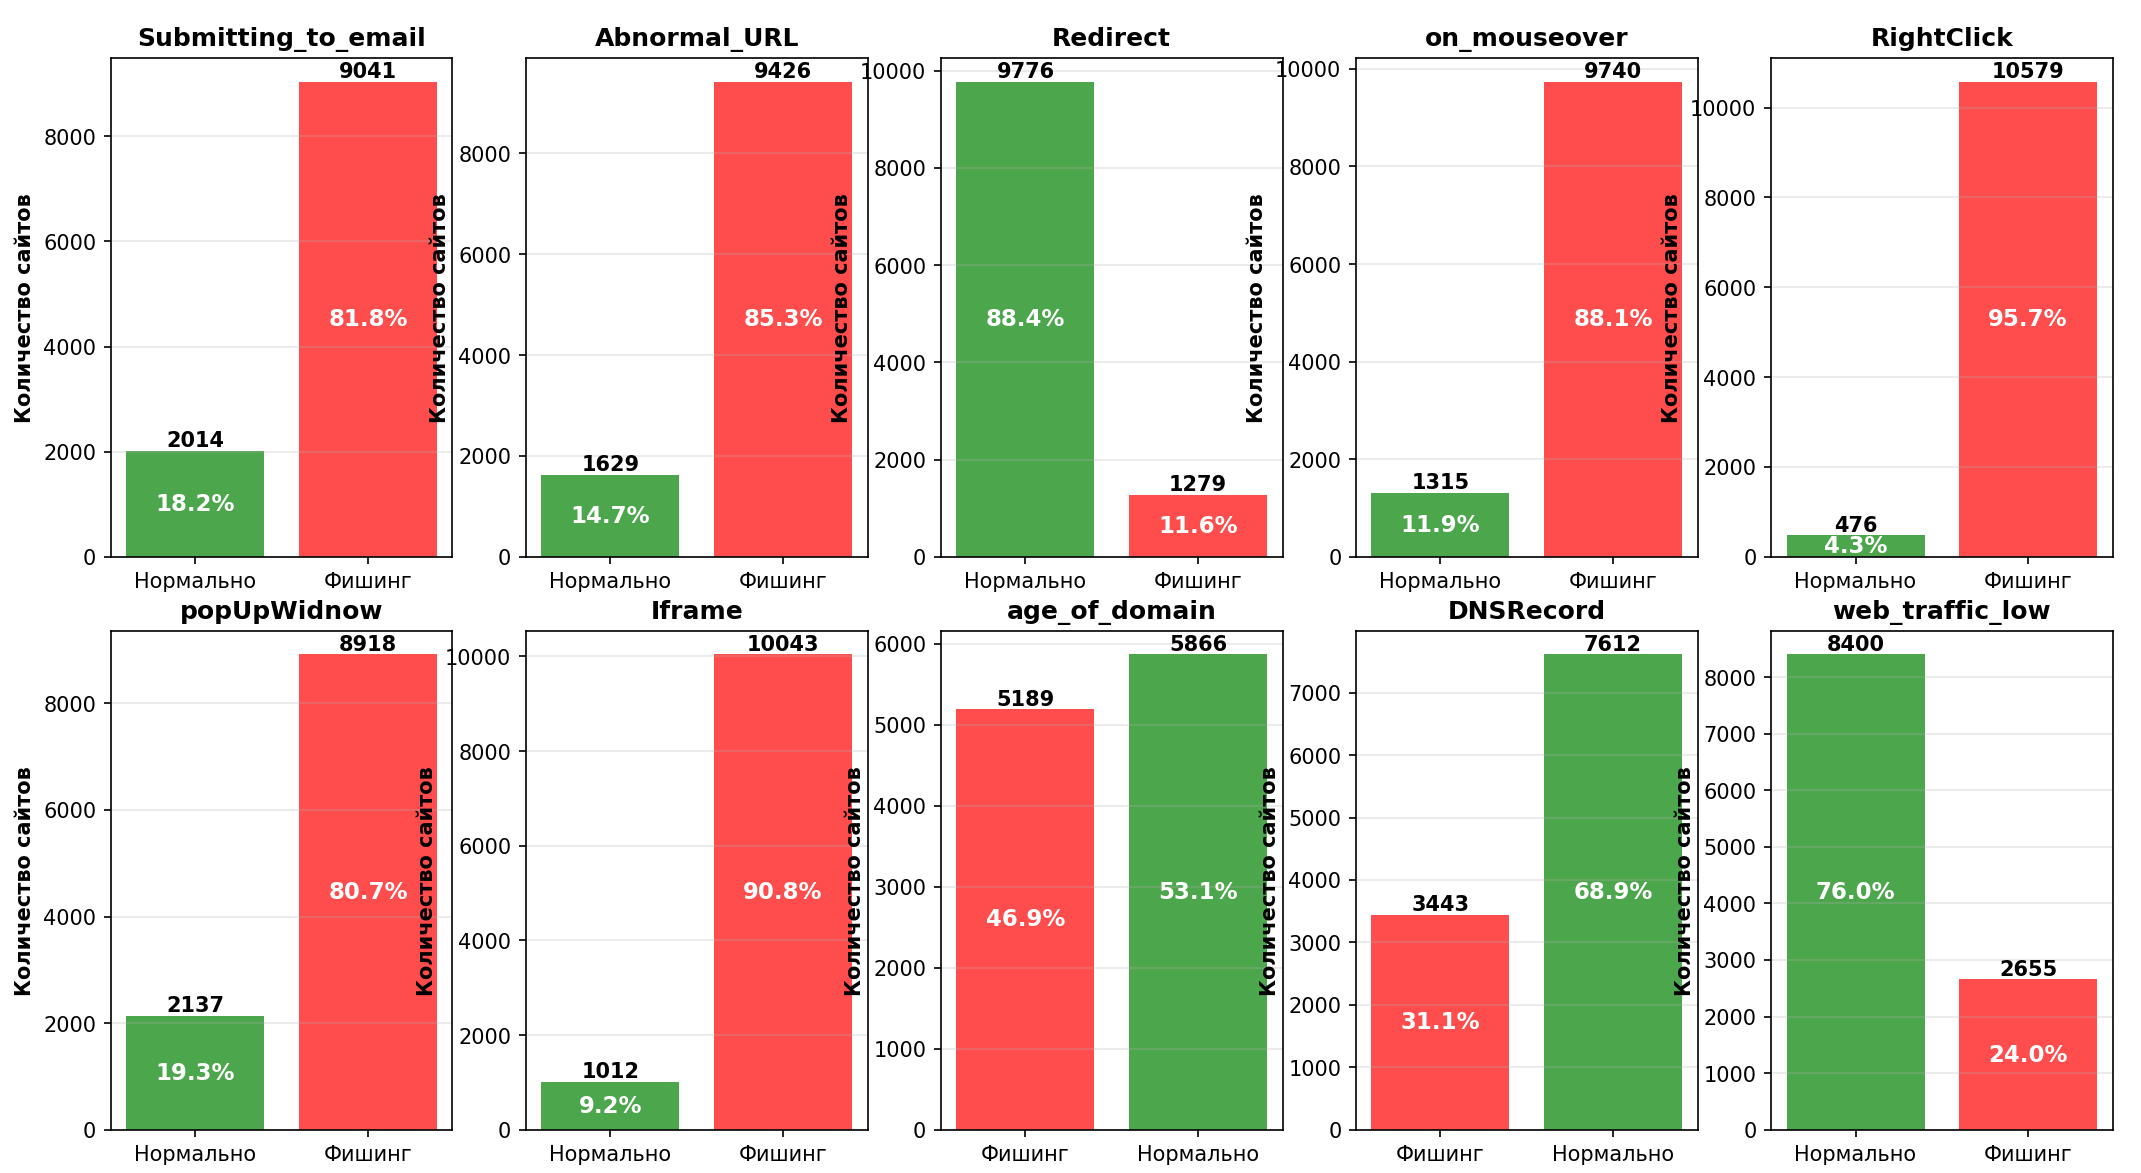 Submitting_to_email
Количество сайтов
8000
6000
4000
2000
0
9041
81.8%
2014
18.2%
Нормально
Фишинг
Abnormal_URL
Количество сайтов
8000
6000
4000
2000
0
9426
85.3%
1629
14.7%
Нормально
Фишинг
Redirect
Количество сайтов
10000
8000
6000
4000
2000
0
9776
88.4%
1279
11.6%
Нормально
Фишинг
on_mouseover
Количество сайтов
10000
8000
6000
4000
2000
0
9740
88.1%
1315
11.9%
Нормально
Фишинг
RightClick
Количество сайтов
10000
8000
6000
4000
2000
0
10579
95.7%
476
4.3%
Нормально
Фишинг
popUpWidnow
Количество сайтов
8000
6000
4000
2000
0
8918
80.7%
2137
19.3%
Нормально
Фишинг
Iframe
Количество сайтов
10000
8000
6000
4000
2000
0
10043
90.8%
1012
9.2%
Нормально
Фишинг
age_of_domain
Количество сайтов
6000
5000
4000
3000
2000
1000
0
5866
5189
53.1%
46.9%
Фишинг
Нормально
DNSRecord
Количество сайтов
7000
6000
5000
4000
3000
2000
1000
0
7612
68.9%
3443
31.1%
Фишинг
Нормально
web_traffic_low
Количество сайтов
8000
7000
6000
5000
4000
3000
2000
1000
0
8400
76.0%
2655
24.0%
Нормально
Фишинг